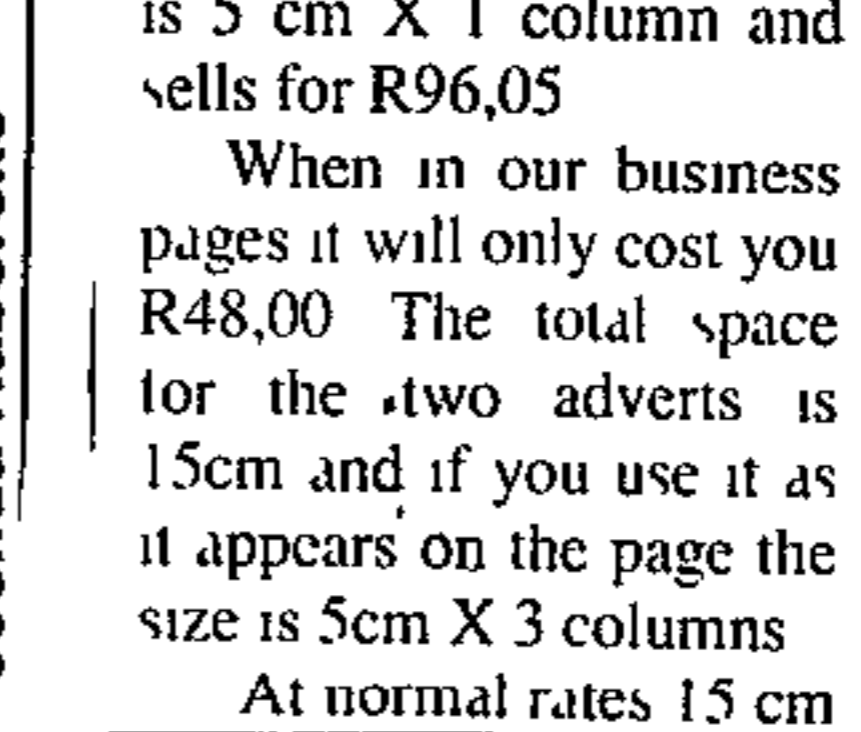 is 5 cm X 1 column and
sells for R96,05
When in our business
pages it will only cost you
R48,00 The total space
for the two adverts is
15cm and if you use it as
it appears on the page the
size is 5cm X 3 columns
At normal rates 15 cm